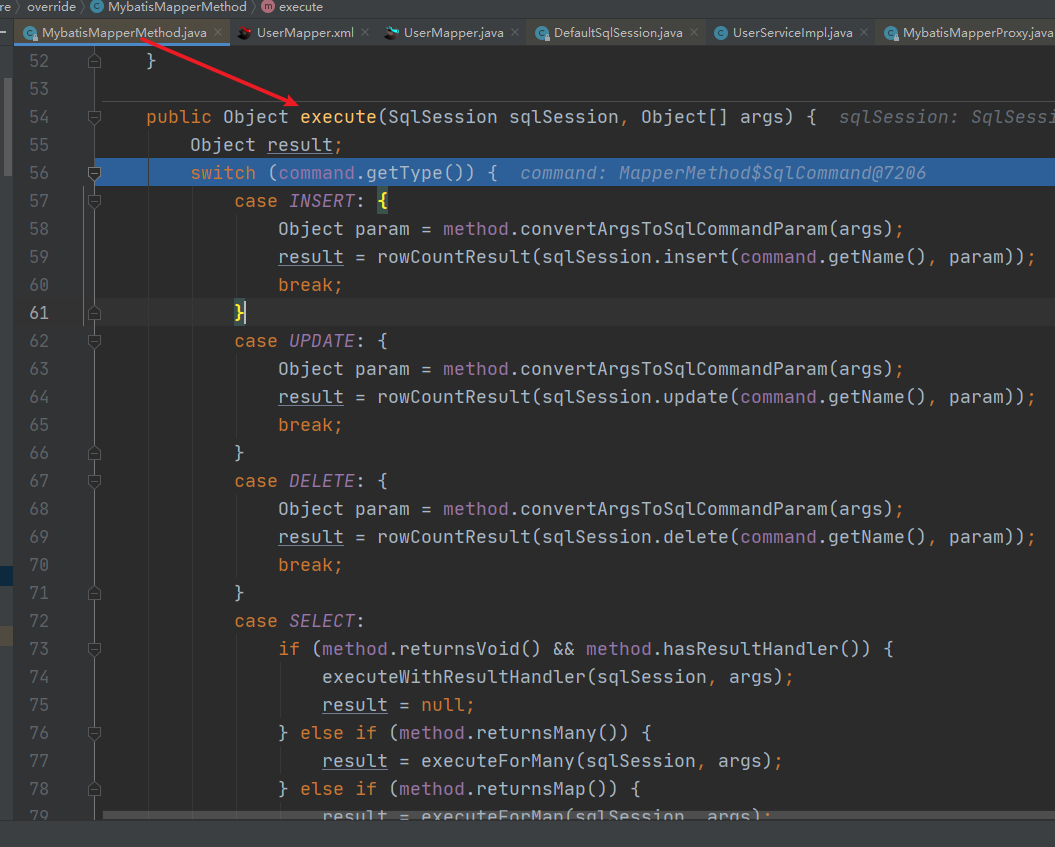 re override MybatisMapperMethod execute
MybatisMapperMethod.java UserMapper.xml UserMapper.java DefaultSqlSession.java UserServiceImpl.java MybatisMapperProxy.java
52 }
53
54 public Object execute(SqlSession sqlSession, Object[] args) { sqlSession: SqlSessi
55 Object result;
56 switch (command.getType()) { command: MapperMethod$SqlCommand@7206
57 case INSERT: {
58 Object param = method.convertArgsToSqlCommandParam(args);
59 result = rowCountResult(sqlSession.insert(command.getName(), param));
60 break;
61 }
62 case UPDATE: {
63 Object param = method.convertArgsToSqlCommandParam(args);
64 result = rowCountResult(sqlSession.update(command.getName(), param));
65 break;
66 }
67 case DELETE: {
68 Object param = method.convertArgsToSqlCommandParam(args);
69 result = rowCountResult(sqlSession.delete(command.getName(), param));
70 break;
71 }
72 case SELECT:
73 if (method.returnsVoid() && method.hasResultHandler()) {
74 executeWithResultHandler(sqlSession, args);
75 result = null;
76 } else if (method.returnsMany()) {
77 result = executeForMany(sqlSession, args);
78 } else if (method.returnsMap()) {
79 result = executeForMap(sqlSession, args);